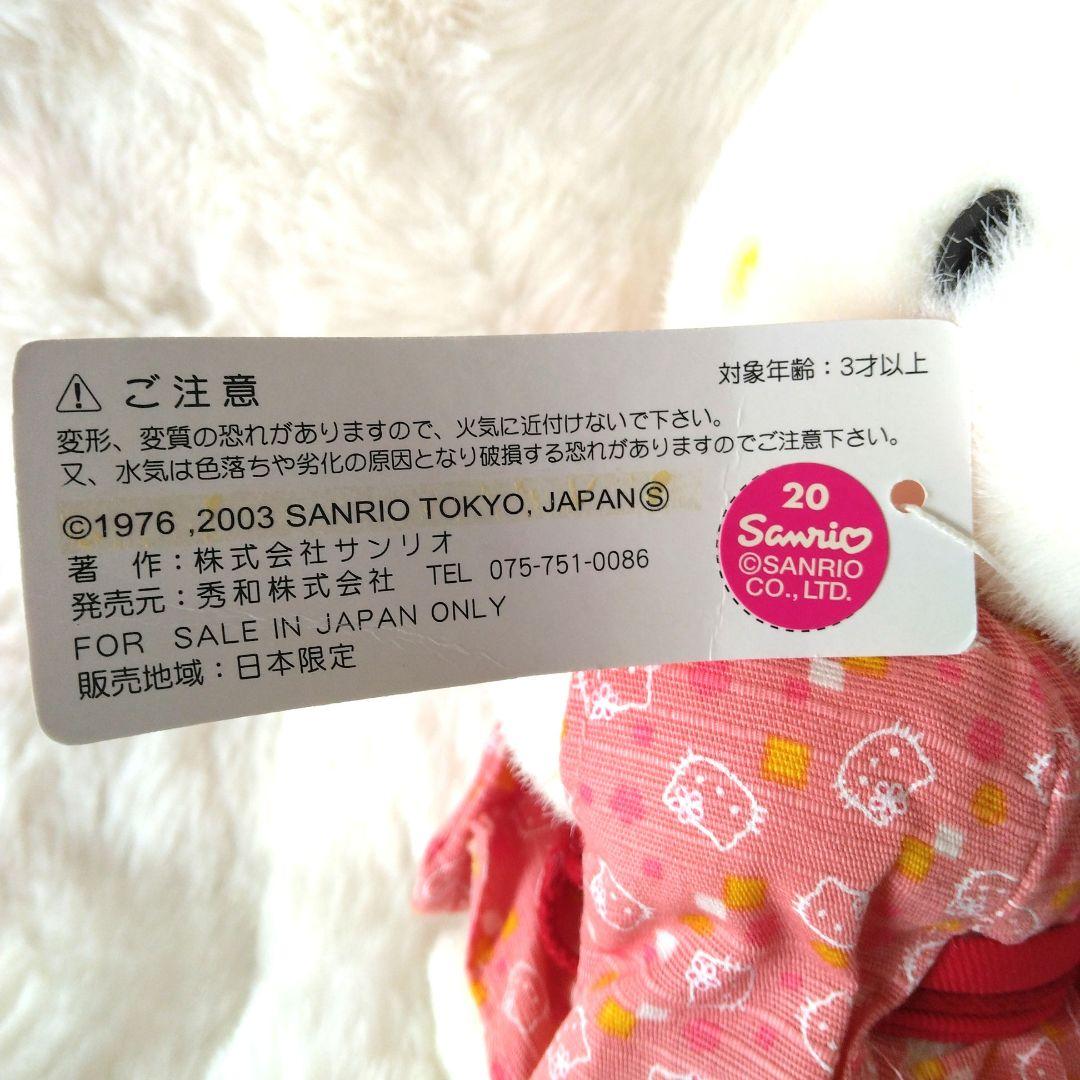 ⚠ ご注意
対象年齢：3才以上
変形、変質の恐れがありますので、火気に近付けないで下さい。
又、水気は色落ちや劣化の原因となり破損する恐れがありますのでご注意下さい。
©1976 ,2003 SANRIO TOKYO, JAPANⓈ
著　作：株式会社サンリオ
発売元：秀和株式会社　TEL 075-751-0086
FOR SALE IN JAPAN ONLY
販売地域：日本限定
20
Sanrio
©SANRIO
CO., LTD.